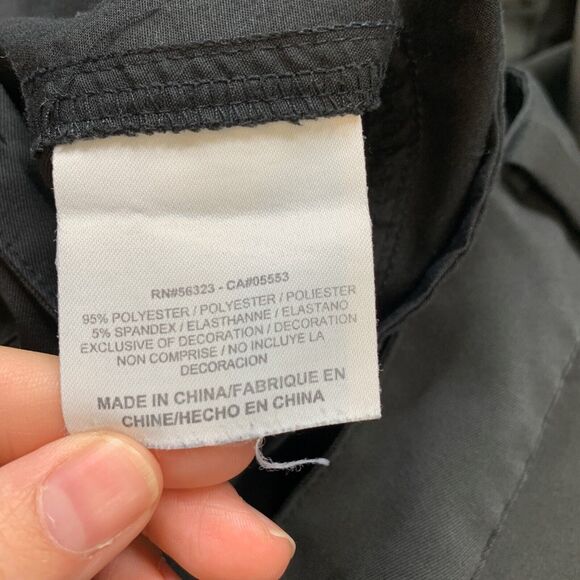 RN#56323 - CA#05553
95% POLYESTER / POLYESTER / POLIESTER
5% SPANDEX / ELASTHANNE / ELASTANO
EXCLUSIVE OF DECORATION / DECORATION
NON COMPRISE / NO INCLUYE LA
DECORACION
MADE IN CHINA/FABRIQUE EN
CHINE/HECHO EN CHINA